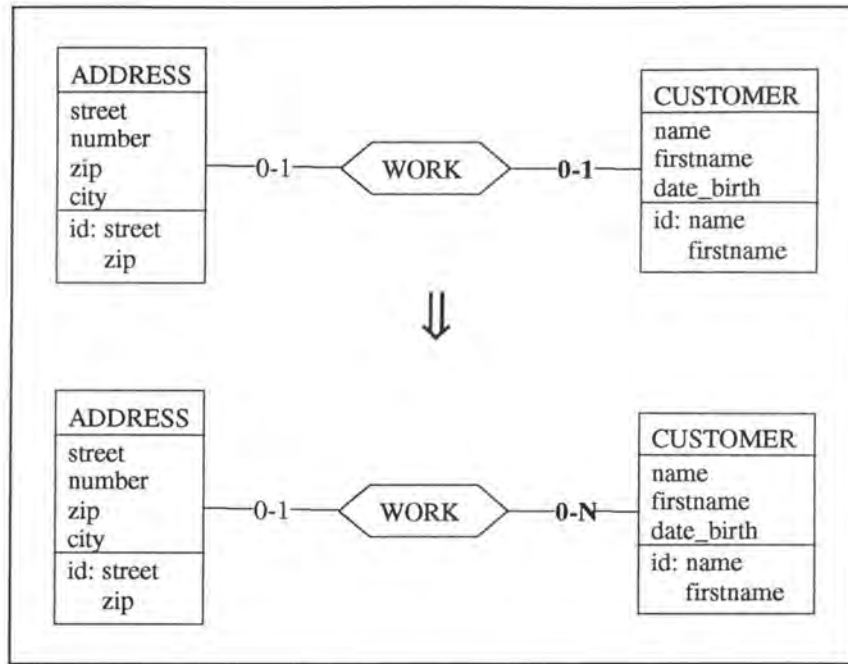 ADDRESS
street
number
zip
city
id: street
zip
0-1
WORK
0-1
CUSTOMER
name
firstname
date_birth
id: name
firstname
⇓
ADDRESS
street
number
zip
city
id: street
zip
0-1
WORK
0-N
CUSTOMER
name
firstname
date_birth
id: name
firstname